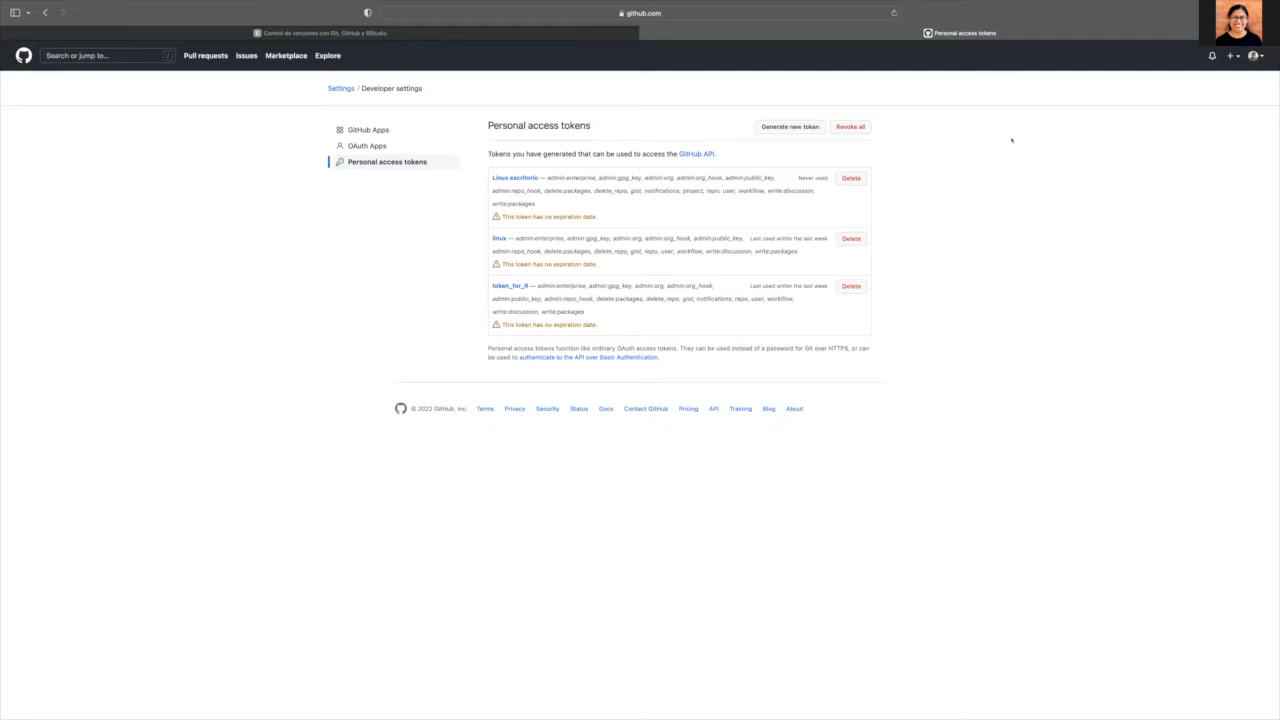 github.com
Control de versiones con Git, GitHub y RStudio
Personal access tokens
Search or jump to... /
Pull requests Issues Marketplace Explore
Settings / Developer settings
GitHub Apps
OAuth Apps
Personal access tokens
Personal access tokens
Generate new token
Revoke all
Tokens you have generated that can be used to access the GitHub API.
Linux escritorio — admin:enterprise, admin:gpg_key, admin:org, admin:org_hook, admin:public_key, Never used Delete
admin:repo_hook, delete:packages, delete_repo, gist, notifications, project, repo, user, workflow, write:discussion,
write:packages
This token has no expiration date.
linux — admin:enterprise, admin:gpg_key, admin:org, admin:org_hook, admin:public_key, Last used within the last week Delete
admin:repo_hook, delete:packages, delete_repo, gist, repo, user, workflow, write:discussion, write:packages
This token has no expiration date.
token_for_R — admin:enterprise, admin:gpg_key, admin:org, admin:org_hook, Last used within the last week Delete
admin:public_key, admin:repo_hook, delete:packages, delete_repo, gist, notifications, repo, user, workflow,
write:discussion, write:packages
This token has no expiration date.
Personal access tokens function like ordinary OAuth access tokens. They can be used instead of a password for Git over HTTPS, or can
be used to authenticate to the API over Basic Authentication.
© 2022 GitHub, Inc. Terms Privacy Security Status Docs Contact GitHub Pricing API Training Blog About